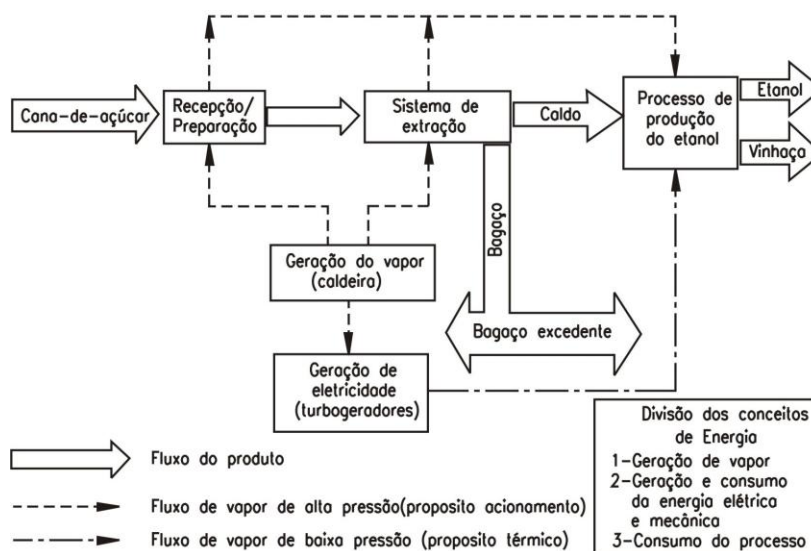 Cana-de-açúcar
Recepção/
Preparação
Sistema de
extração
Caldo
Processo de
produção
do etanol
Etanol
Vinhaça
Bagaço
Geração do vapor
(caldeira)
Bagaço excedente
Geração de
eletricidade
(turbogeradores)
Fluxo do produto
Fluxo de vapor de alta pressão(proposito acionamento)
Fluxo de vapor de baixa pressão (proposito térmico)
Divisão dos conceitos
de Energia
1-Geração de vapor
2-Geração e consumo
da energia elétrica
e mecânica
3-Consumo do processo